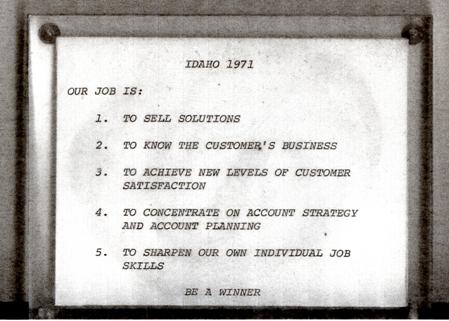 IDAHO 1971
OUR JOB IS:
1. TO SELL SOLUTIONS
2. TO KNOW THE CUSTOMER'S BUSINESS
3. TO ACHIEVE NEW LEVELS OF CUSTOMER
SATISFACTION
4. TO CONCENTRATE ON ACCOUNT STRATEGY
AND ACCOUNT PLANNING
5. TO SHARPEN OUR OWN INDIVIDUAL JOB
SKILLS
BE A WINNER